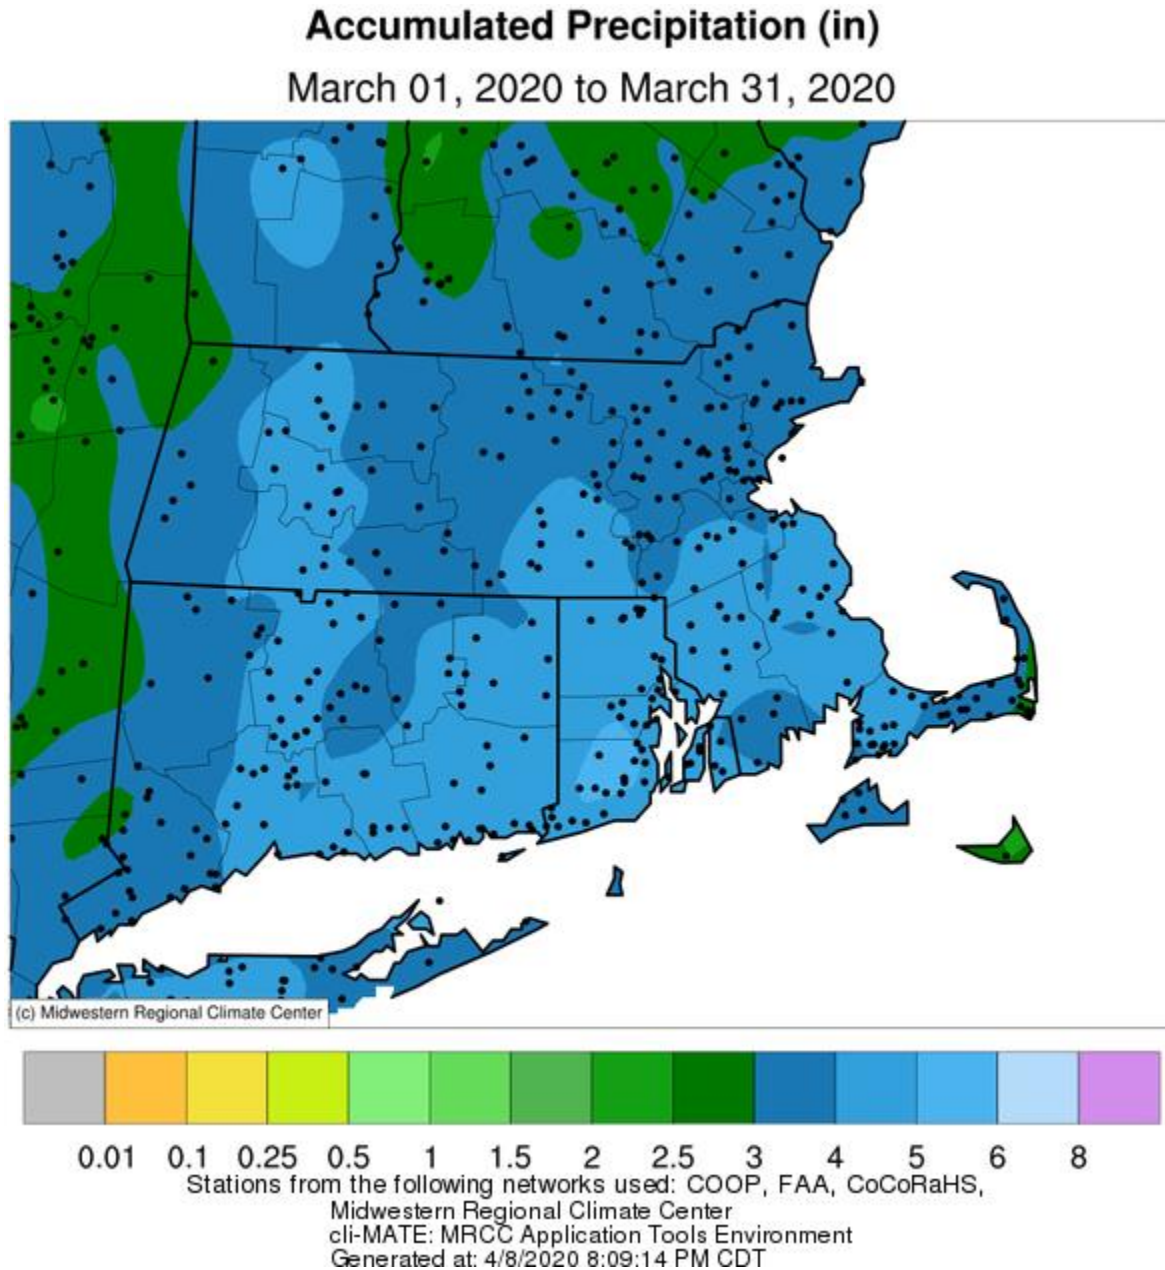 Accumulated Precipitation (in)
March 01, 2020 to March 31, 2020
(c) Midwestern Regional Climate Center
0.01 0.1 0.25 0.5 1 1.5 2 2.5 3 4 5 6 8
Stations from the following networks used: COOP, FAA, CoCoRaHS,
Midwestern Regional Climate Center
cli-MATE: MRCC Application Tools Environment
Generated at: 4/8/2020 8:09:14 PM CDT